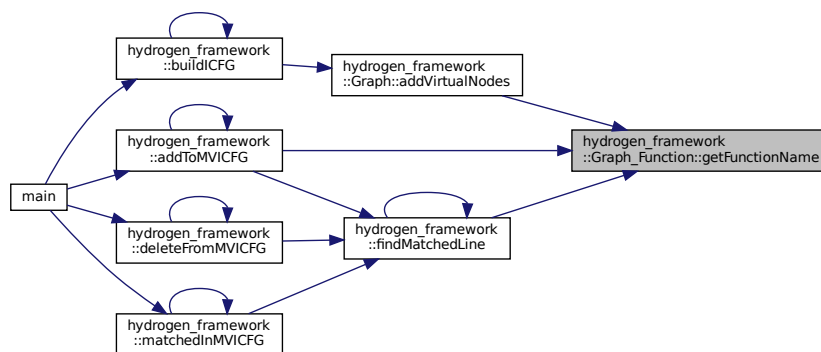 hydrogen_framework
::buildICFG
hydrogen_framework
::Graph::addVirtualNodes
hydrogen_framework
::Graph_Function::getFunctionName
hydrogen_framework
::addToMVICFG
main
hydrogen_framework
::findMatchedLine
hydrogen_framework
::deleteFromMVICFG
hydrogen_framework
::matchedInMVICFG